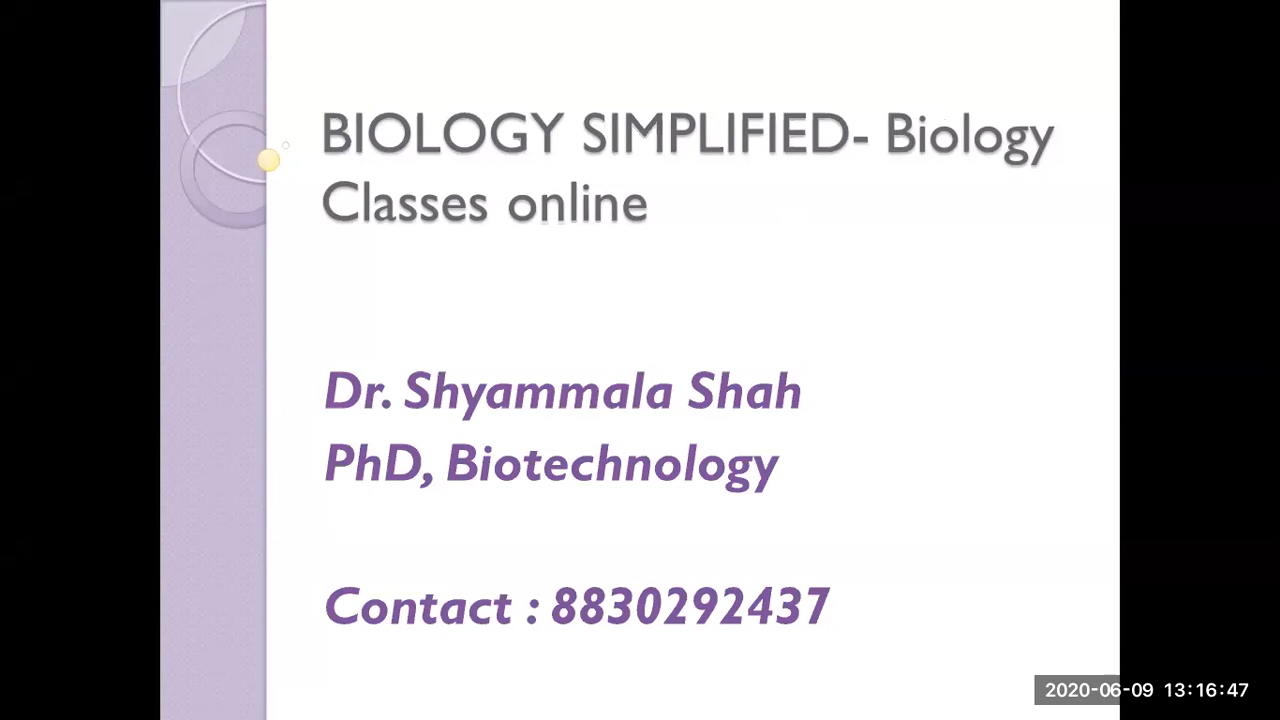 BIOLOGY SIMPLIFIED- Biology
Classes online
Dr. Shyammala Shah
PhD, Biotechnology
Contact : 8830292437
2020-06-09 13:16:47